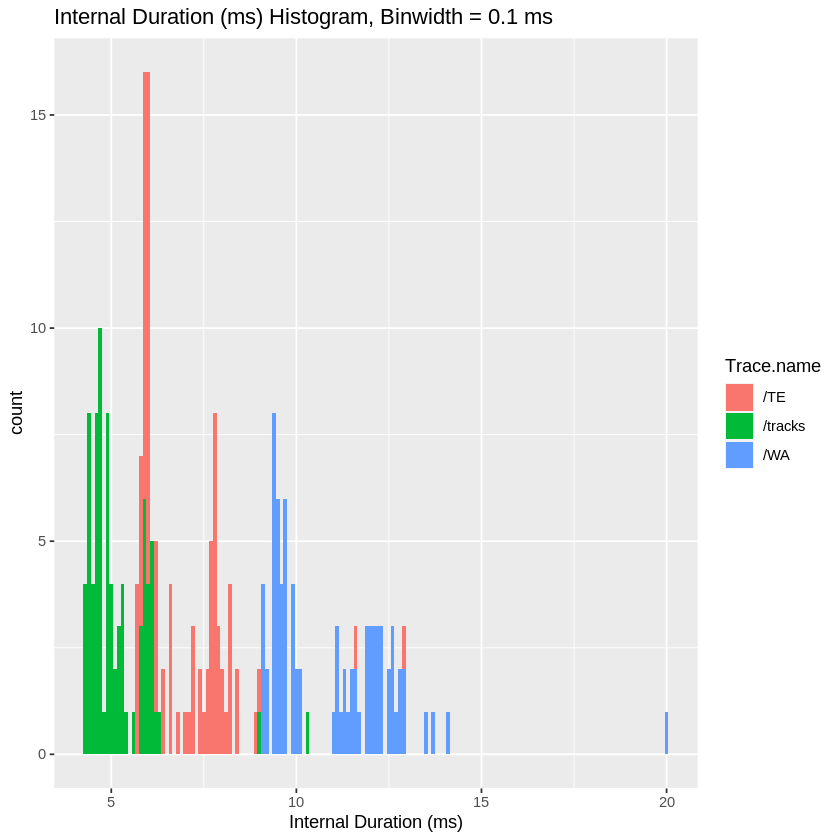 Internal Duration (ms) Histogram, Binwidth = 0.1 ms
15
10
5
0
count
5 10 15 20
Internal Duration (ms)
Trace.name
/TE
/tracks
/WA